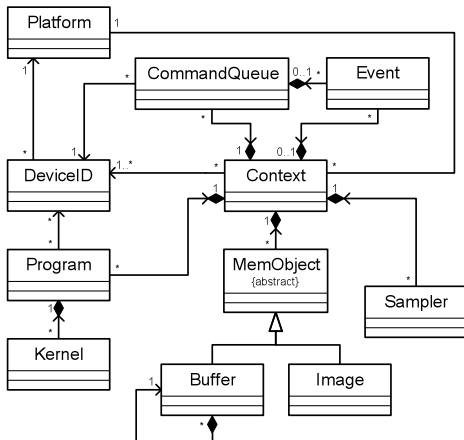 Platform
1
CommandQueue
0..1
*
Event
1
*
1
*
*
*
1
0..1
*
DeviceID
1..*
*
Context
1
1
1
*
*
Program
*
*
MemObject
{abstract}
*
Sampler
1
*
Kernel
1
Buffer
Image
*